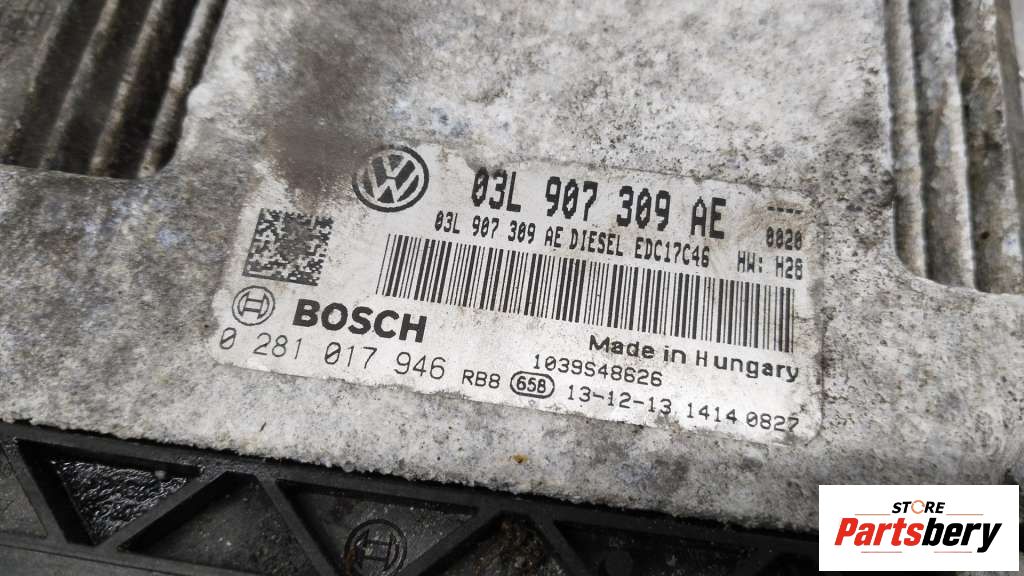 03L 907 309 AE ----
03L 907 309 AE DIESEL EDC17C46 0020
HW: H28
BOSCH
Made in Hungary
0 281 017 946
1039S48626
RB8 658 13-12-13 1414 0827
STORE
Partsbery